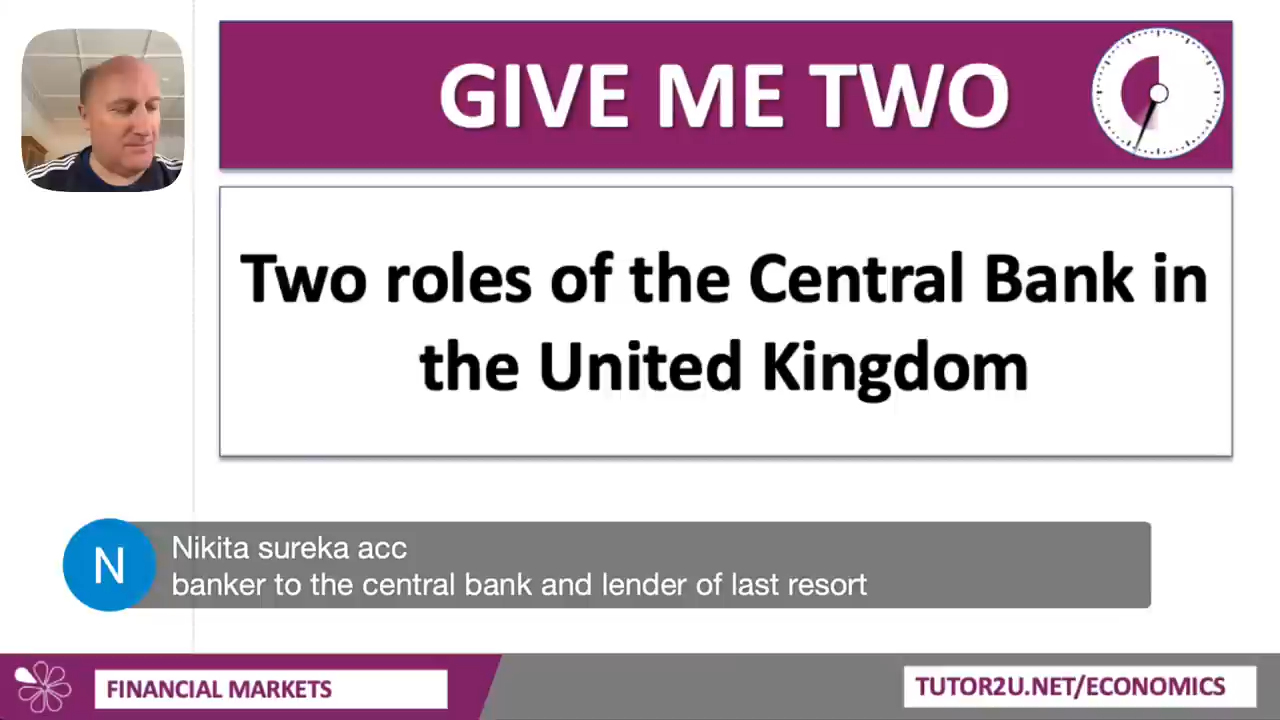 GIVE ME TWO
Two roles of the Central Bank in
the United Kingdom
N
Nikita sureka acc
banker to the central bank and lender of last resort
FINANCIAL MARKETS
TUTOR2U.NET/ECONOMICS